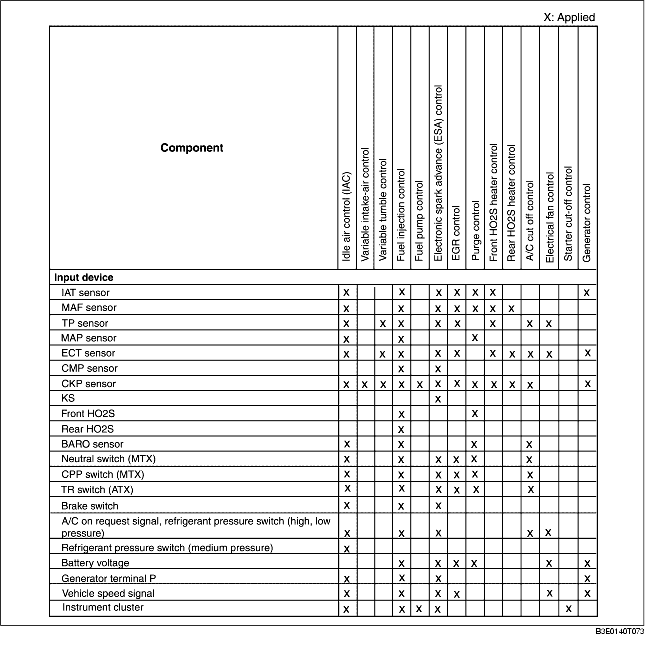 X: Applied
Component
Idle air control (IAC)
Variable intake-air control
Variable tumble control
Fuel injection control
Fuel pump control
Electronic spark advance (ESA) control
EGR control
Purge control
Front HO2S heater control
Rear HO2S heater control
A/C cut off control
Electrical fan control
Starter cut-off control
Generator control
Input device
IAT sensor X X X X X X X
MAF sensor X X X X X X X
TP sensor X X X X X X X X
MAP sensor X X X
ECT sensor X X X X X X X X X X
CMP sensor X X
CKP sensor X X X X X X X X X X X X
KS X
Front HO2S X X
Rear HO2S X
BARO sensor X X X X
Neutral switch (MTX) X X X X X X
CPP switch (MTX) X X X X X X
TR switch (ATX) X X X X X X
Brake switch X X X
A/C on request signal, refrigerant pressure switch (high, low
pressure) X X X X X
Refrigerant pressure switch (medium pressure) X
Battery voltage X X X X X X
Generator terminal P X X X X
Vehicle speed signal X X X X X X
Instrument cluster X X X X X
B3E0140T073